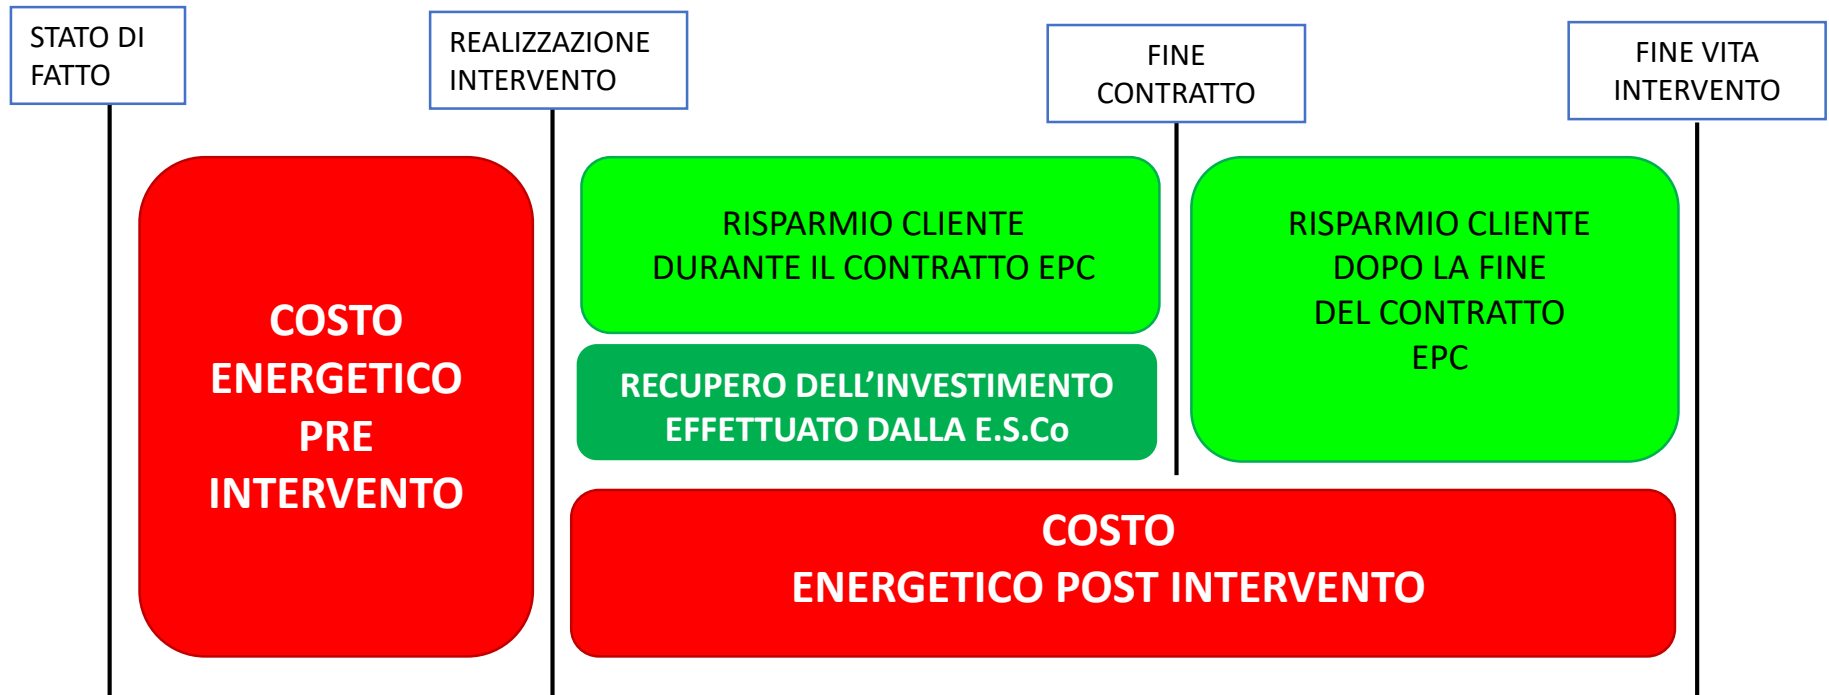 STATO DI
FATTO
REALIZZAZIONE
INTERVENTO
FINE
CONTRATTO
FINE VITA
INTERVENTO
COSTO
ENERGETICO
PRE
INTERVENTO
RISPARMIO CLIENTE
DURANTE IL CONTRATTO EPC
RISPARMIO CLIENTE
DOPO LA FINE
DEL CONTRATTO
EPC
RECUPERO DELL’INVESTIMENTO
EFFETTUATO DALLA E.S.Co
COSTO
ENERGETICO POST INTERVENTO